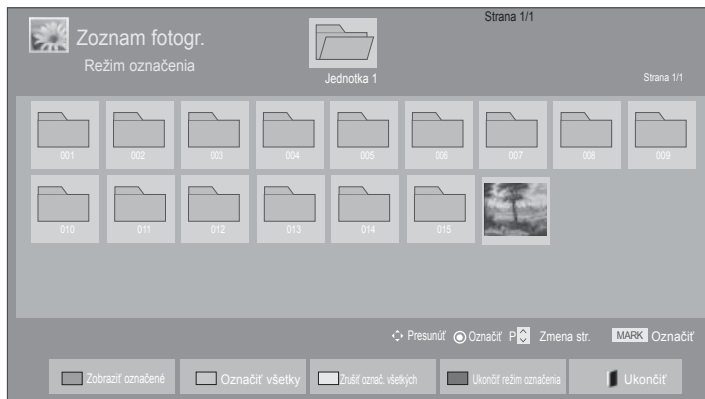 Strana 1/1
Zoznam fotogr.
Režim označenia
Jednotka 1
Strana 1/1
001 002 003 004 005 006 007 008 009
010 011 012 013 014 015
Presunúť Označiť P Zmena str. MARK Označiť
Zobraziť označené Označiť všetky Zrušiť označ. všetkých Ukončiť režim označenia Ukončiť